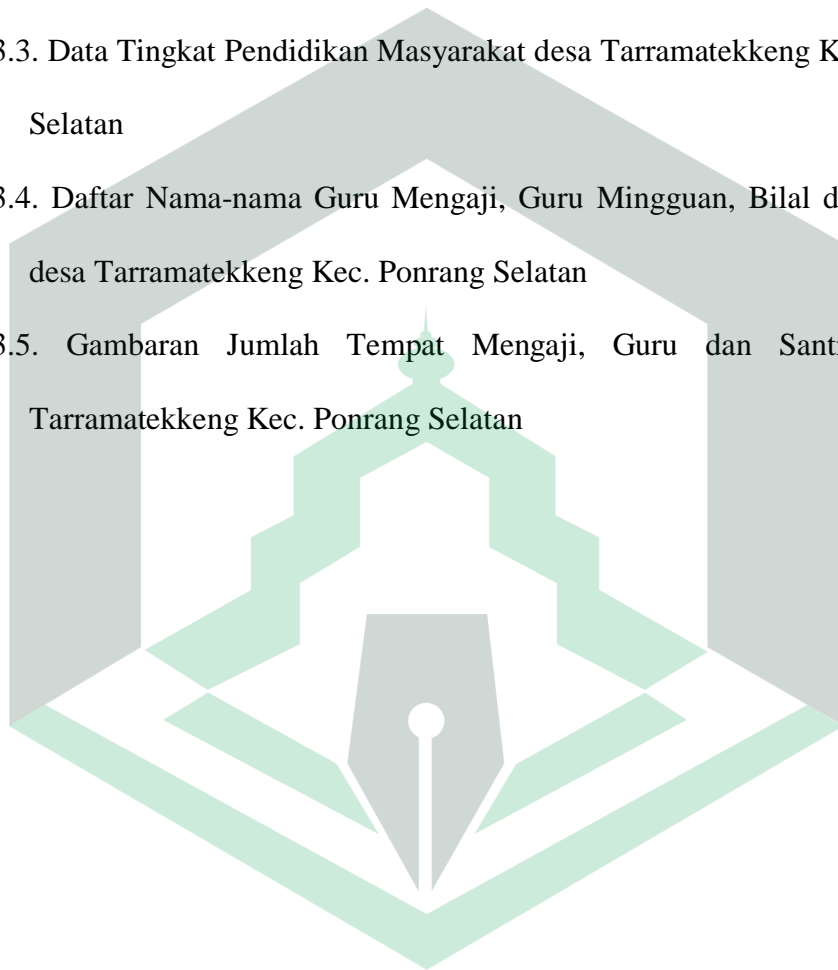 3.3. Data Tingkat Pendidikan Masyarakat desa Tarramatekkeng K
Selatan
3.4. Daftar Nama-nama Guru Mengaji, Guru Mingguan, Bilal d
desa Tarramatekkeng Kec. Ponrang Selatan
3.5. Gambaran Jumlah Tempat Mengaji, Guru dan Sant
Tarramatekkeng Kec. Ponrang Selatan